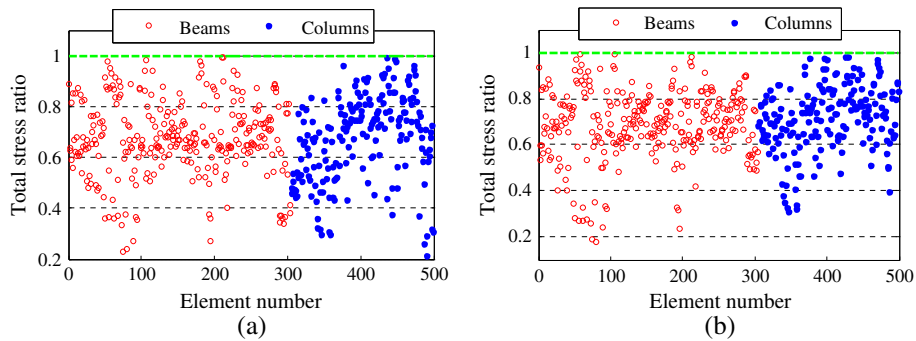 Beams Columns
1
0.8
0.6
0.4
0.2
Total stress ratio
0 100 200 300 400 500
Element number
(a)
Beams Columns
1
0.8
0.6
0.4
0.2
Total stress ratio
0 100 200 300 400 500
Element number
(b)